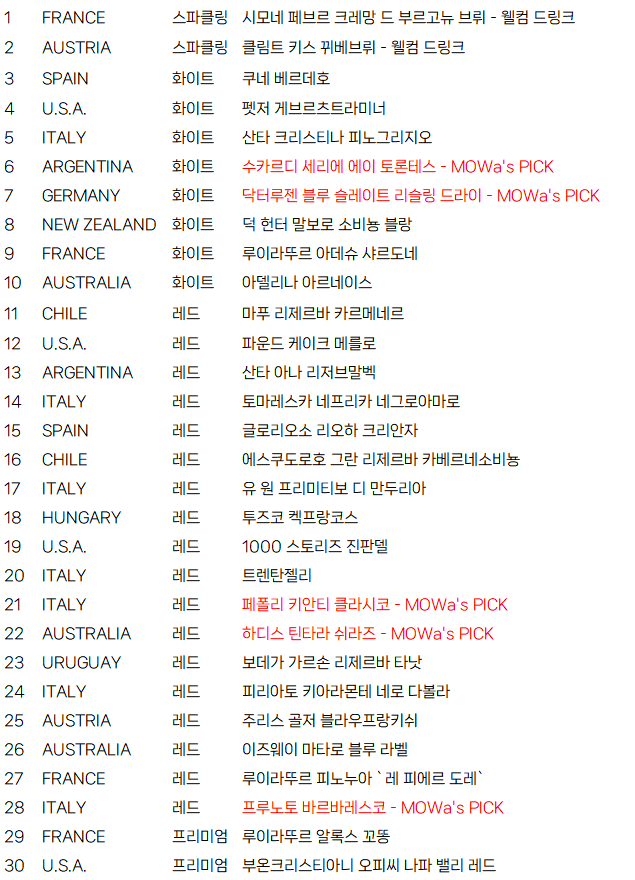 1 FRANCE 스파클링 시모네 페브르 크레망 드 부르고뉴 브뤼 - 웰컴 드링크
2 AUSTRIA 스파클링 클림트 키스 뀌베브뤼 - 웰컴 드링크
3 SPAIN 화이트 쿠네 베르데호
4 U.S.A. 화이트 펫저 게브르츠트라미너
5 ITALY 화이트 산타 크리스티나 피노그리지오
6 ARGENTINA 화이트 수카르디 세리에 에이 토론테스 - MOWa's PICK
7 GERMANY 화이트 닥터루젠 블루 슬레이트 리슬링 드라이 - MOWa's PICK
8 NEW ZEALAND 화이트 덕 헌터 말보로 소비뇽 블랑
9 FRANCE 화이트 루이라뚜르 아데슈 샤르도네
10 AUSTRALIA 화이트 아델리나 아르네이스
11 CHILE 레드 마푸 리제르바 카르메네르
12 U.S.A. 레드 파운드 케이크 메를로
13 ARGENTINA 레드 산타 아나 리저브말벡
14 ITALY 레드 토마레스카 네프리카 네그로아마로
15 SPAIN 레드 글로리오소 리오하 크리안자
16 CHILE 레드 에스쿠도로호 그란 리제르바 카베르네소비뇽
17 ITALY 레드 유 원 프리미티보 디 만두리아
18 HUNGARY 레드 투즈코 켁프랑코스
19 U.S.A. 레드 1000 스토리즈 진판델
20 ITALY 레드 트렌탄젤리
21 ITALY 레드 페폴리 키안티 클라시코 - MOWa's PICK
22 AUSTRALIA 레드 하디스 틴타라 쉬라즈 - MOWa's PICK
23 URUGUAY 레드 보데가 가르손 리제르바 타낫
24 ITALY 레드 피리아토 키아라몬테 네로 다볼라
25 AUSTRIA 레드 주리스 골저 블라우프랑키쉬
26 AUSTRALIA 레드 이즈웨이 마타로 블루 라벨
27 FRANCE 레드 루이라뚜르 피노누아 `레 피에르 도레`
28 ITALY 레드 프루노토 바르바레스코 - MOWa's PICK
29 FRANCE 프리미엄 루이라뚜르 알록스 꼬똥
30 U.S.A. 프리미엄 부온크리스티아니 오피씨 나파 밸리 레드